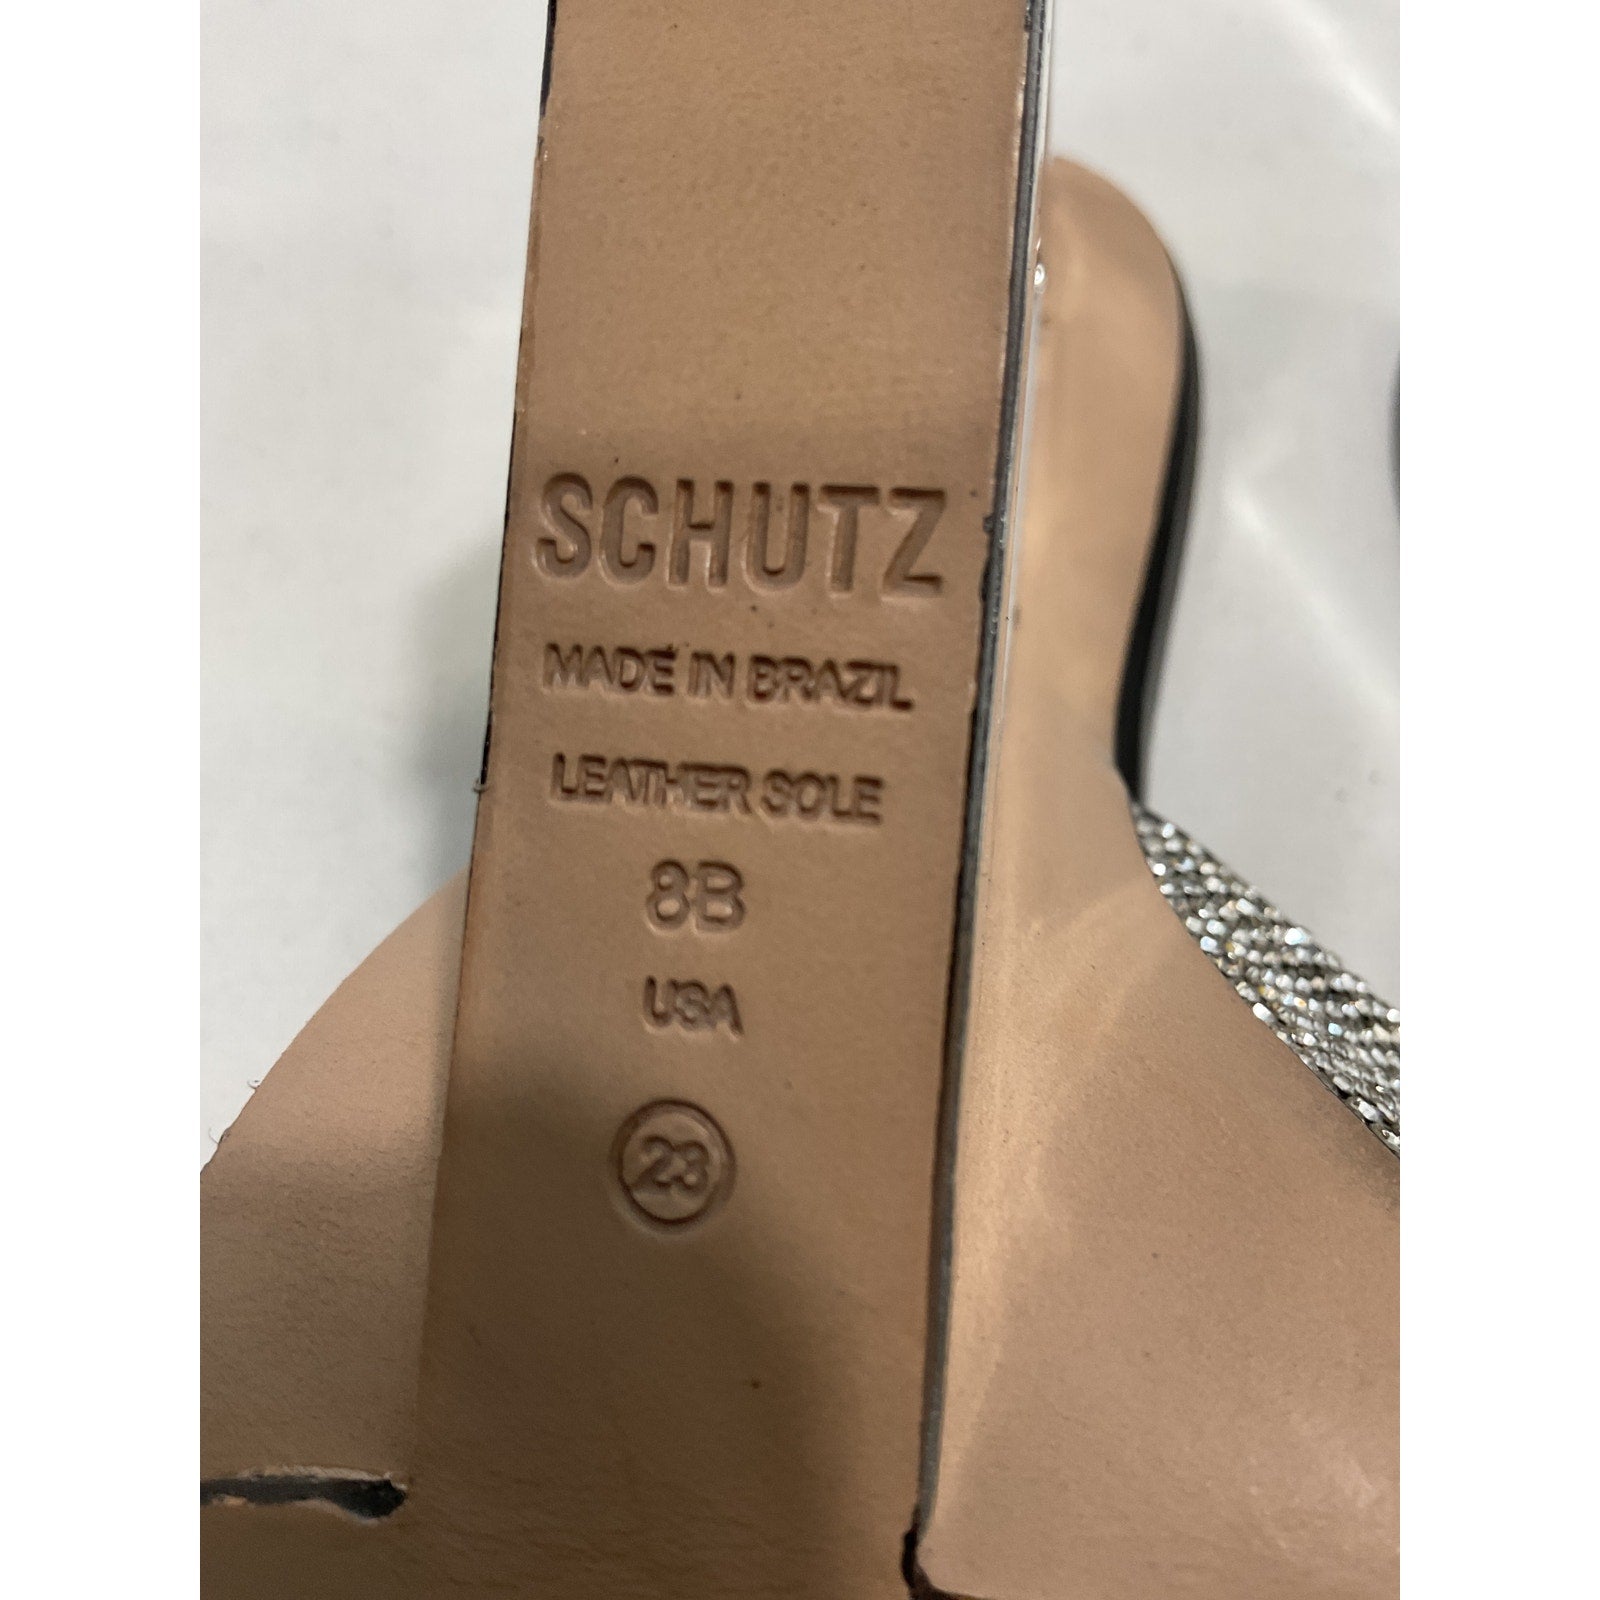 SCHUTZ
MADE IN BRAZIL
LEATHER SOLE
8B
USA
23